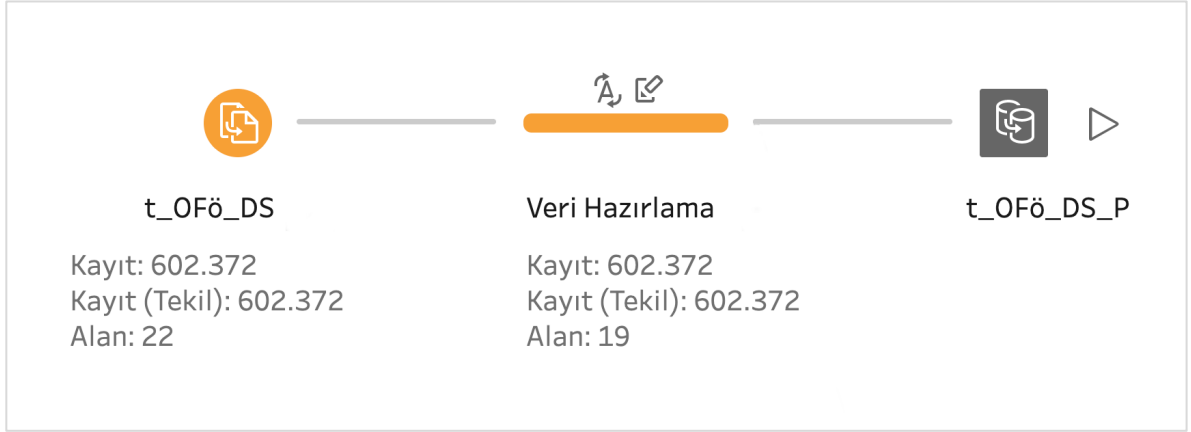 t_OFö_DS
Veri Hazırlama
t_OFö_DS_P
Kayıt: 602.372
Kayıt (Tekil): 602.372
Alan: 22
Kayıt: 602.372
Kayıt (Tekil): 602.372
Alan: 19